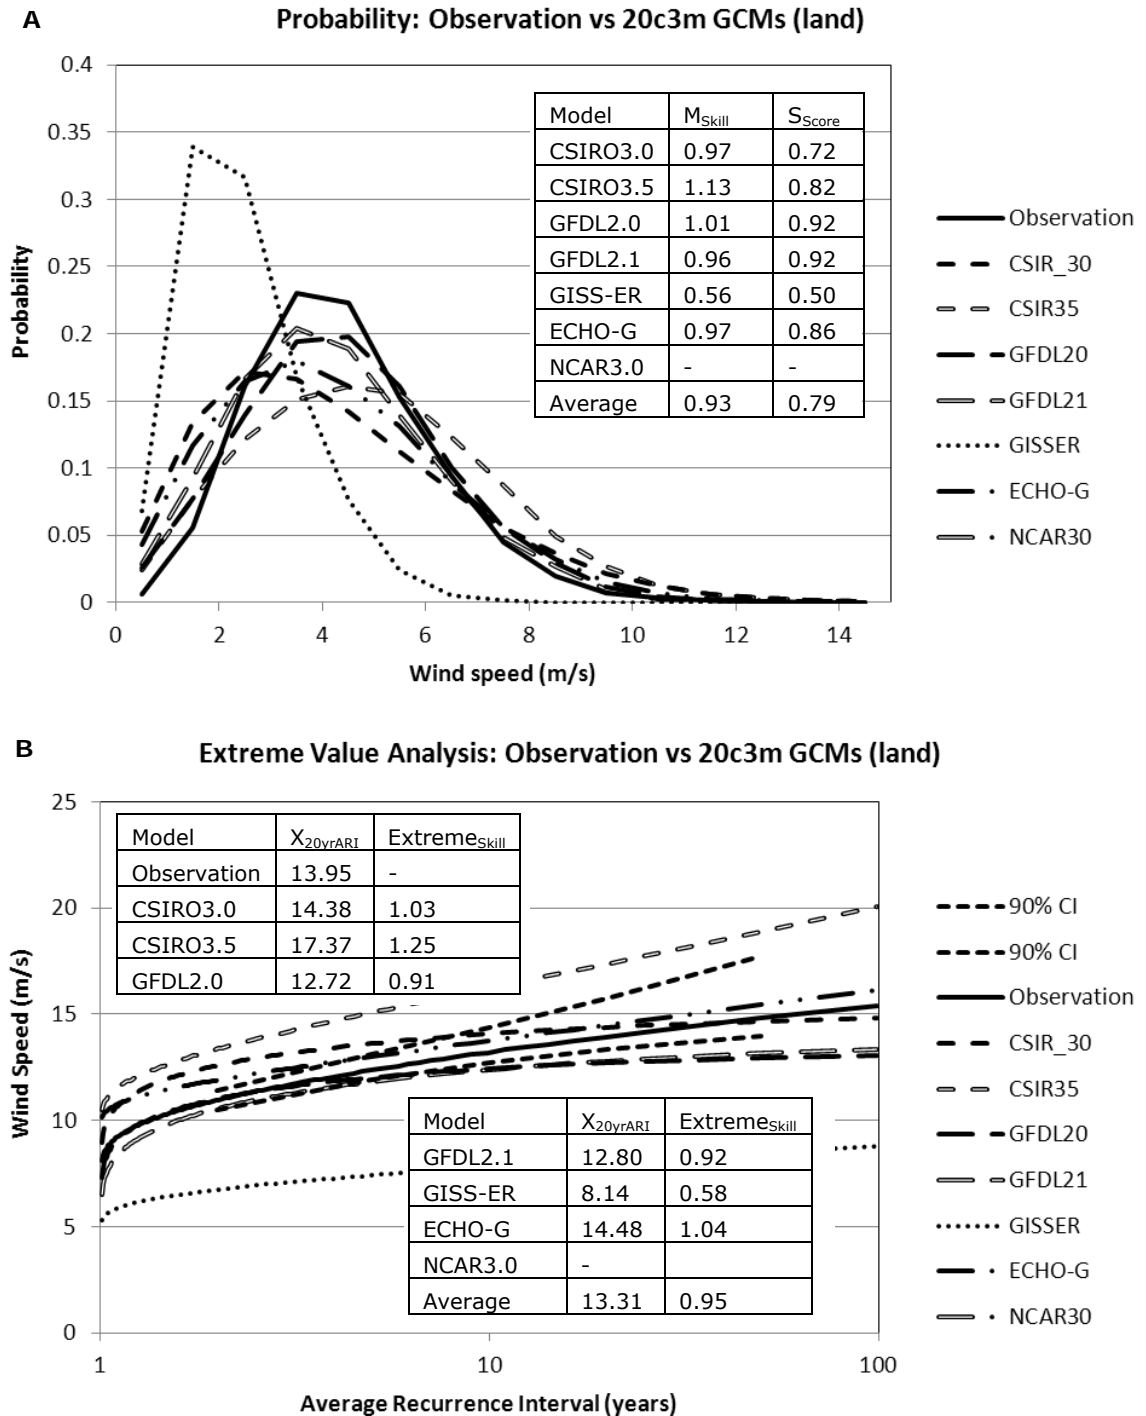 A
Probability: Observation vs 20c3m GCMs (land)
0.4
0.35
0.3
0.25
0.2
0.15
0.1
0.05
0
Probability
0 2 4 6 8 10 12 14
Wind speed (m/s)
Model MSkill SScore
CSIRO3.0 0.97 0.72
CSIRO3.5 1.13 0.82
GFDL2.0 1.01 0.92
GFDL2.1 0.96 0.92
GISS-ER 0.56 0.50
ECHO-G 0.97 0.86
NCAR3.0 - -
Average 0.93 0.79
Observation
CSIR_30
CSIR35
GFDL20
GFDL21
GISSER
ECHO-G
NCAR30
B
Extreme Value Analysis: Observation vs 20c3m GCMs (land)
25
20
15
10
5
0
Wind Speed (m/s)
1 10 100
Average Recurrence Interval (years)
Model X20yrARI ExtremeSkill
Observation 13.95 -
CSIRO3.0 14.38 1.03
CSIRO3.5 17.37 1.25
GFDL2.0 12.72 0.91
Model X20yrARI ExtremeSkill
GFDL2.1 12.80 0.92
GISS-ER 8.14 0.58
ECHO-G 14.48 1.04
NCAR3.0 -
Average 13.31 0.95
90% CI
90% CI
Observation
CSIR_30
CSIR35
GFDL20
GFDL21
GISSER
ECHO-G
NCAR30